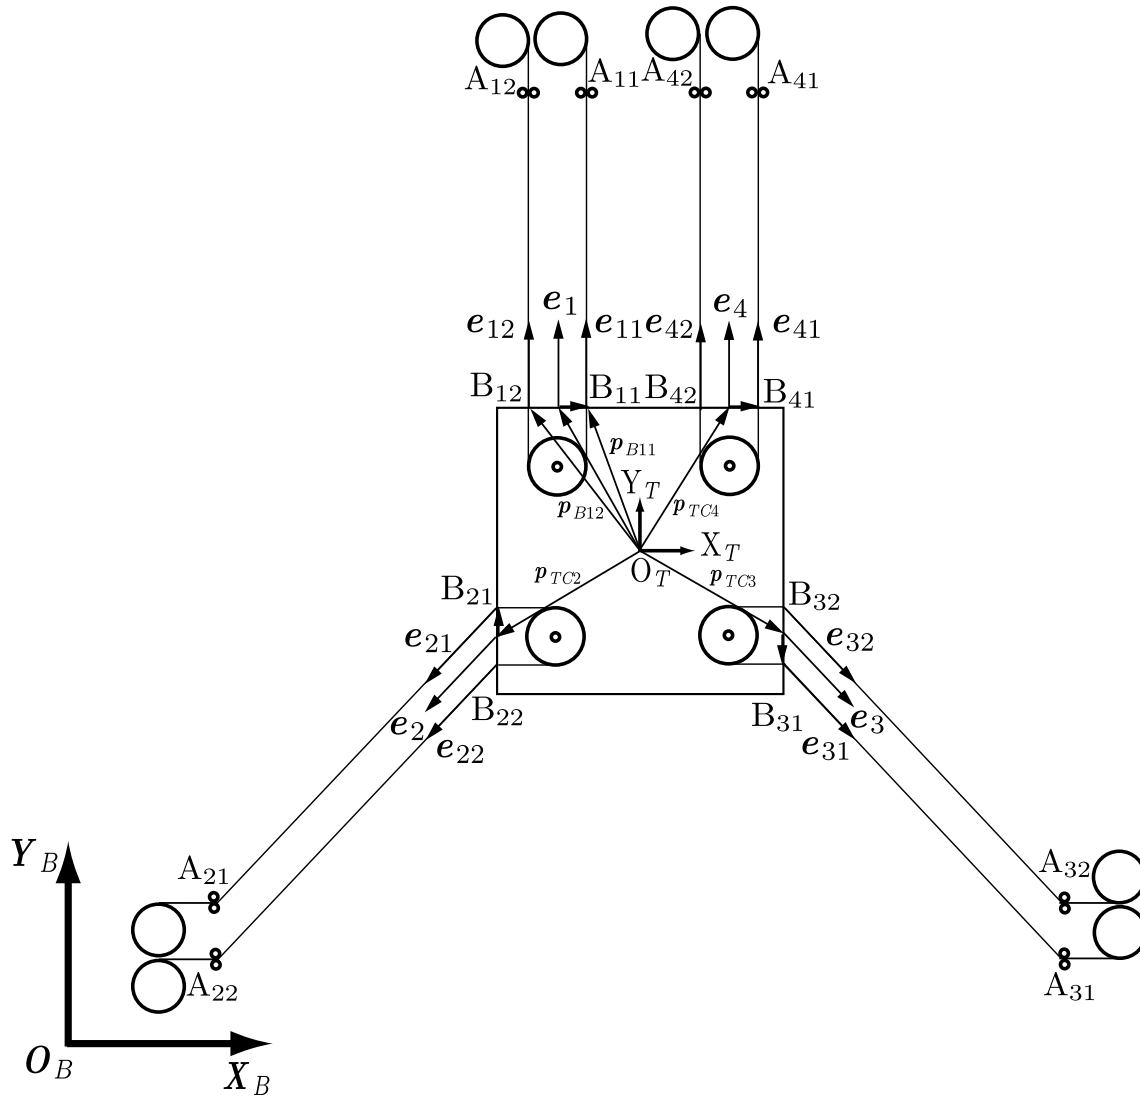 A12 A11 A42 A41
e12 e1 e11 e42 e4 e41
B12 B11 B42 B41
pB11
YT
pB12 pTC4
XT
OT
pTC2 pTC3
B21 B32
e21 e32
B22 B31
e2 e3
e22 e31
YB
A21 A32
A22 A31
OB
XB